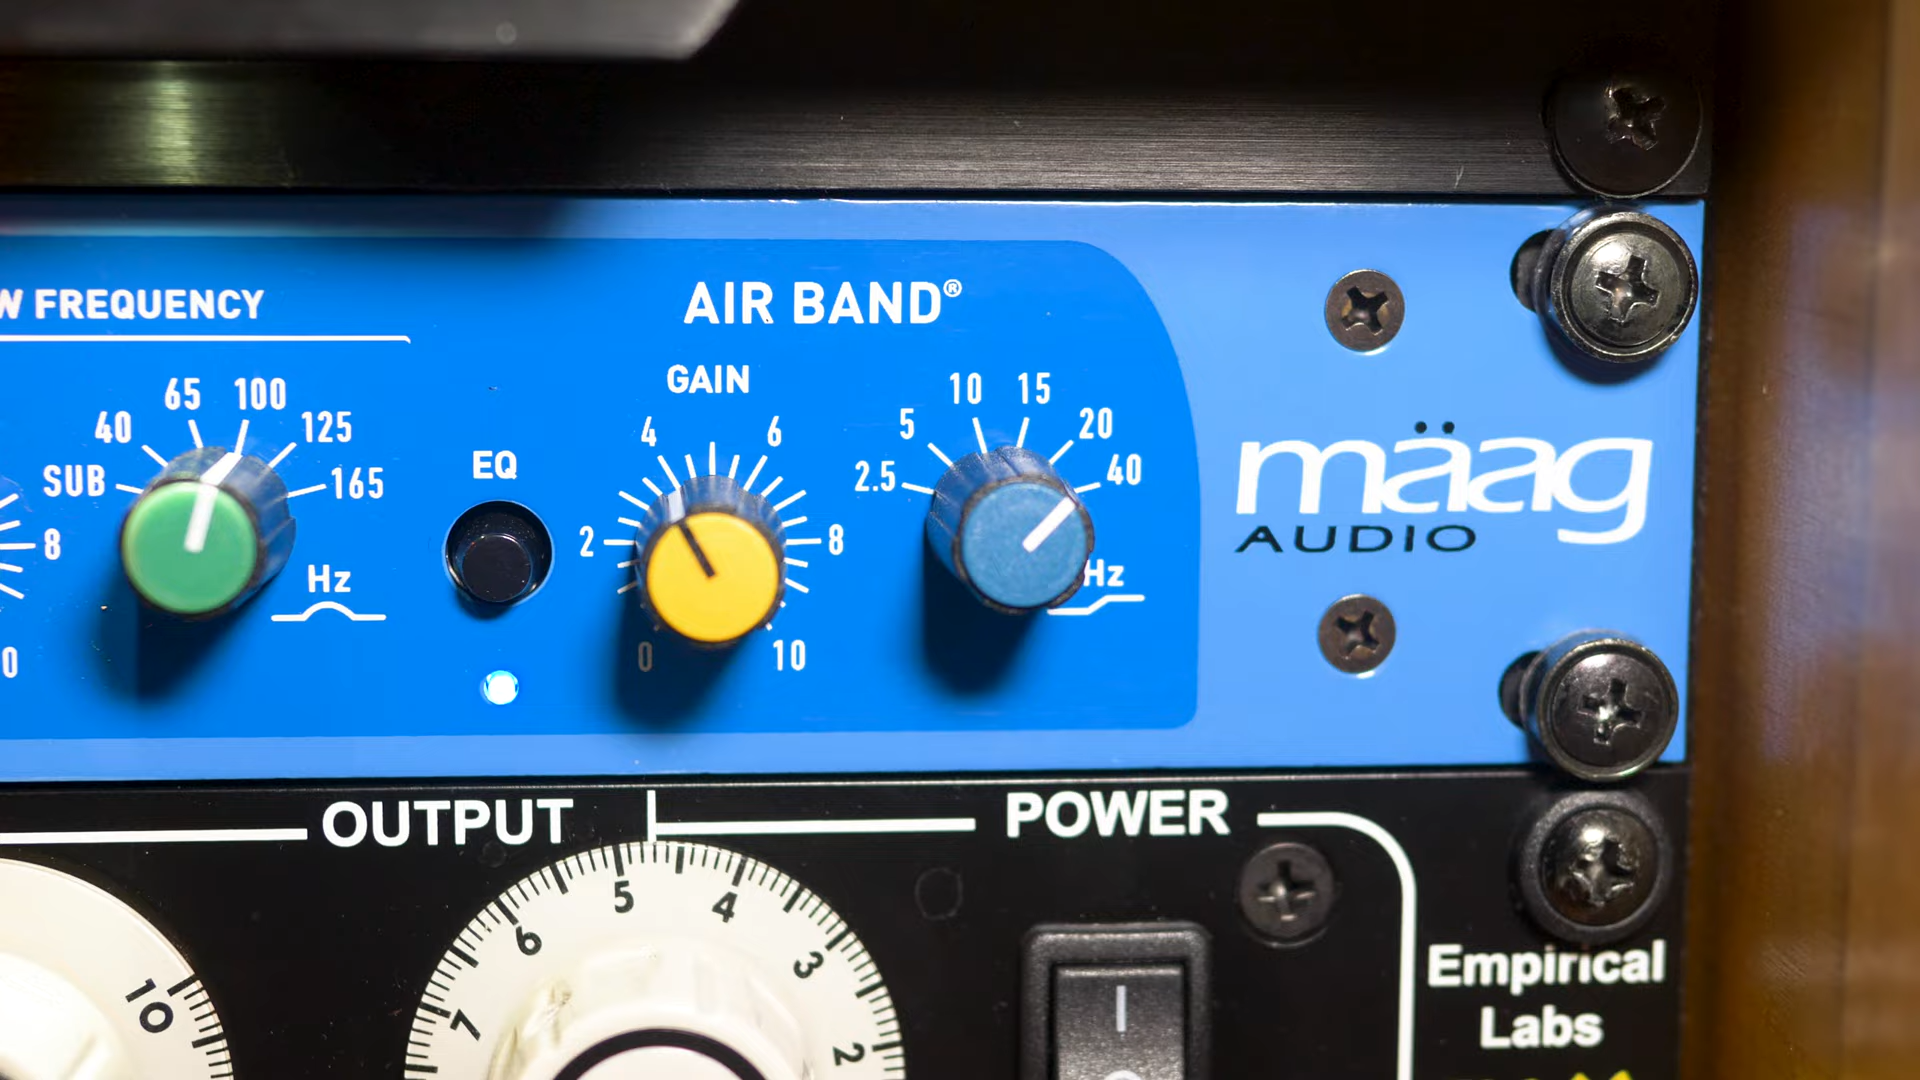 W FREQUENCY
SUB 40 65 100 125 165
Hz
8
0
EQ
AIR BAND®
GAIN
0 2 4 6 8 10
2.5 5 10 15 20 40
Hz
mäag
AUDIO
OUTPUT
10
7 6 5 4 3 2
POWER
I
Empirical
Labs